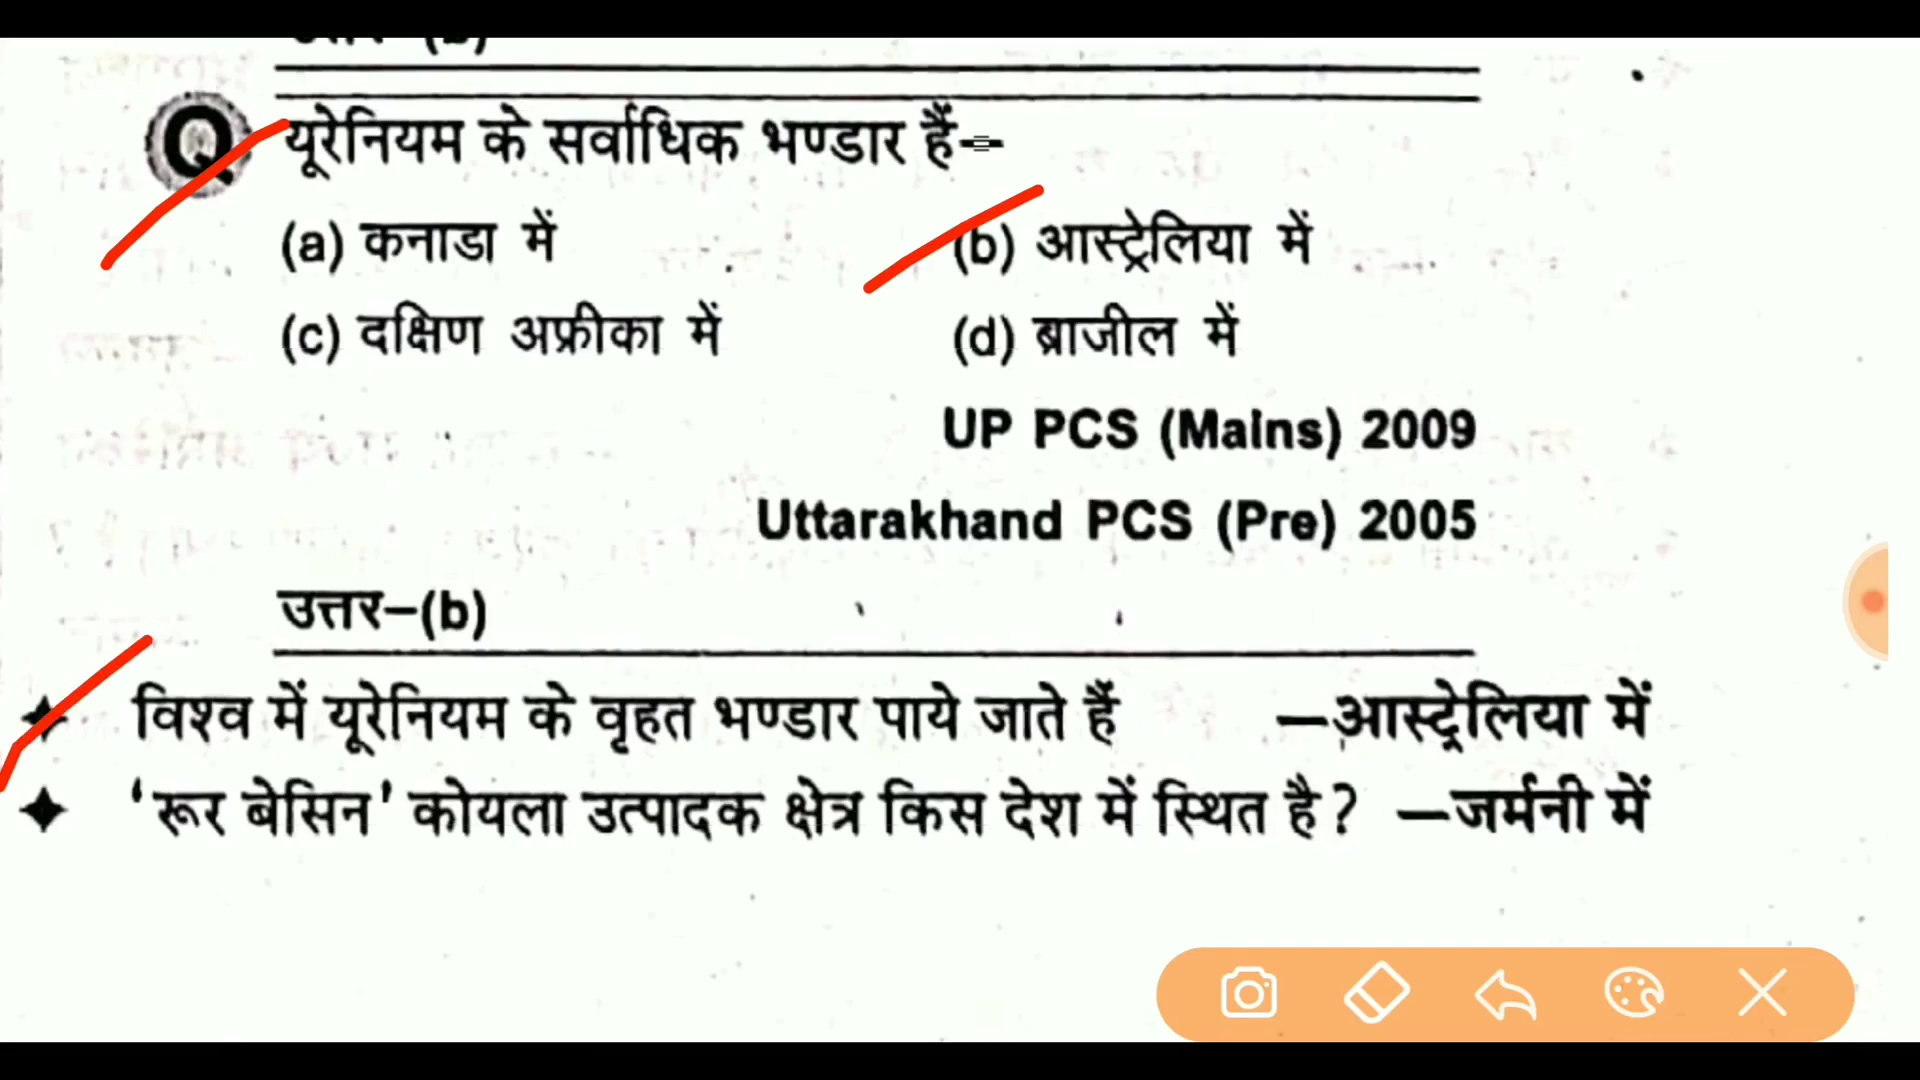 यूरेनियम के सर्वाधिक भण्डार हैं–
(a) कनाडा में (b) आस्ट्रेलिया में
(c) दक्षिण अफ्रीका में (d) ब्राजील में
UP PCS (Mains) 2009
Uttarakhand PCS (Pre) 2005
उत्तर–(b)
विश्व में यूरेनियम के वृहत भण्डार पाये जाते हैं –आस्ट्रेलिया में
‘रूर बेसिन’ कोयला उत्पादक क्षेत्र किस देश में स्थित है? –जर्मनी में